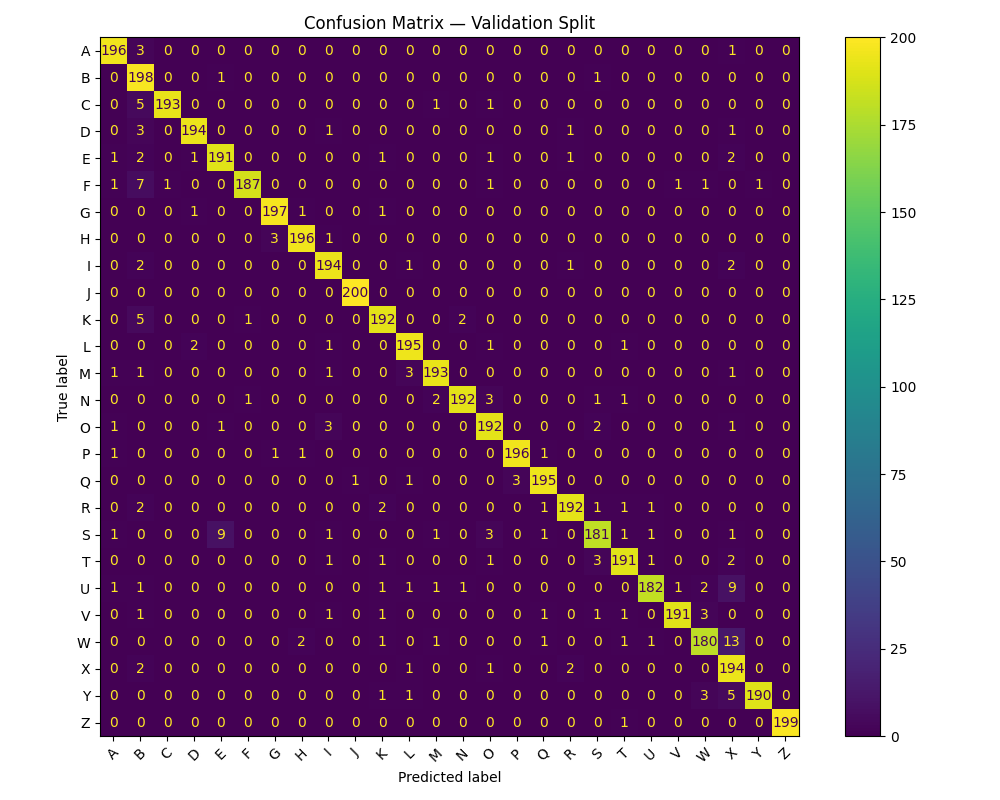 Confusion Matrix — Validation Split
A 196 3 0 0 0 0 0 0 0 0 0 0 0 0 0 0 0 0 0 0 0 0 0 1 0 0
B 0 198 0 0 1 0 0 0 0 0 0 0 0 0 0 0 0 0 1 0 0 0 0 0 0 0
C 0 5 193 0 0 0 0 0 0 0 0 0 1 0 1 0 0 0 0 0 0 0 0 0 0 0
D 0 3 0 194 0 0 0 0 1 0 0 0 0 0 0 0 0 1 0 0 0 0 0 1 0 0
E 1 2 0 1 191 0 0 0 0 0 1 0 0 0 1 0 0 1 0 0 0 0 0 2 0 0
F 1 7 1 0 0 187 0 0 0 0 0 0 0 0 1 0 0 0 0 0 0 1 1 0 1 0
G 0 0 0 1 0 0 197 1 0 0 1 0 0 0 0 0 0 0 0 0 0 0 0 0 0 0
H 0 0 0 0 0 0 3 196 1 0 0 0 0 0 0 0 0 0 0 0 0 0 0 0 0 0
I 0 2 0 0 0 0 0 0 194 0 0 1 0 0 0 0 0 1 0 0 0 0 0 2 0 0
J 0 0 0 0 0 0 0 0 0 200 0 0 0 0 0 0 0 0 0 0 0 0 0 0 0 0
K 0 5 0 0 0 1 0 0 0 0 192 0 0 2 0 0 0 0 0 0 0 0 0 0 0 0
L 0 0 0 2 0 0 0 0 1 0 0 195 0 0 1 0 0 0 0 1 0 0 0 0 0 0
M 1 1 0 0 0 0 0 0 1 0 0 3 193 0 0 0 0 0 0 0 0 0 0 1 0 0
N 0 0 0 0 0 1 0 0 0 0 0 0 2 192 3 0 0 0 1 1 0 0 0 0 0 0
O 1 0 0 0 1 0 0 0 3 0 0 0 0 0 192 0 0 0 2 0 0 0 0 1 0 0
P 1 0 0 0 0 0 1 1 0 0 0 0 0 0 0 196 1 0 0 0 0 0 0 0 0 0
Q 0 0 0 0 0 0 0 0 0 1 0 1 0 0 0 3 195 0 0 0 0 0 0 0 0 0
R 0 2 0 0 0 0 0 0 0 0 2 0 0 0 0 0 1 192 1 1 1 0 0 0 0 0
S 1 0 0 0 9 0 0 0 1 0 0 0 1 0 3 0 1 0 181 1 1 0 0 1 0 0
T 0 0 0 0 0 0 0 0 1 0 1 0 0 0 1 0 0 0 3 191 1 0 0 2 0 0
U 1 1 0 0 0 0 0 0 0 0 1 1 1 1 0 0 0 0 0 0 182 1 2 9 0 0
V 0 1 0 0 0 0 0 0 1 0 1 0 0 0 0 0 1 0 1 1 0 191 3 0 0 0
W 0 0 0 0 0 0 0 2 0 0 1 0 1 0 0 0 1 0 0 1 1 0 180 13 0 0
X 0 2 0 0 0 0 0 0 0 0 0 1 0 0 1 0 0 2 0 0 0 0 0 194 0 0
Y 0 0 0 0 0 0 0 0 0 0 1 1 0 0 0 0 0 0 0 0 0 0 3 5 190 0
Z 0 0 0 0 0 0 0 0 0 0 0 0 0 0 0 0 0 0 0 1 0 0 0 0 0 199
A B C D E F G H I J K L M N O P Q R S T U V W X Y Z
True label
Predicted label
200
175
150
125
100
75
50
25
0